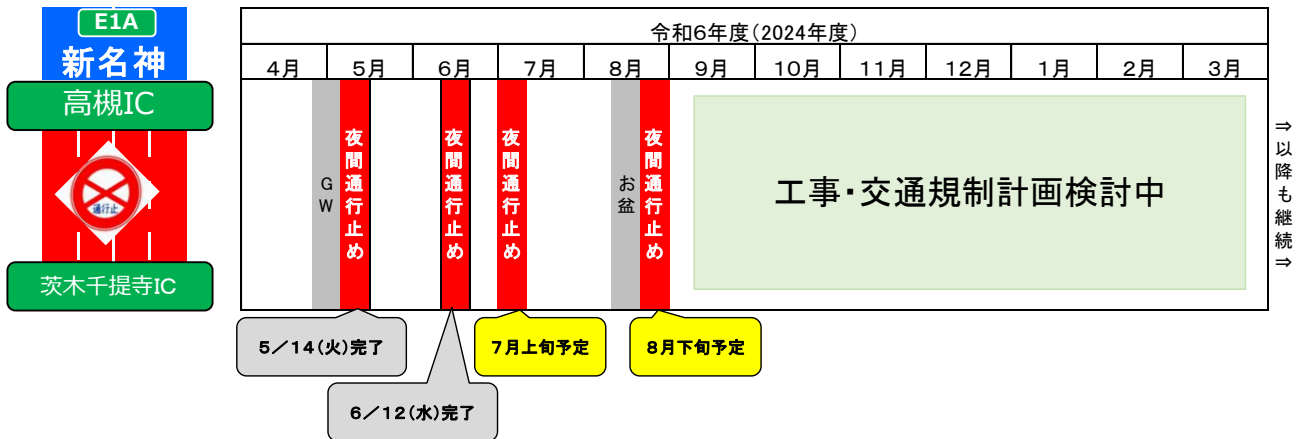 E1A
新名神
高槻IC
通行止
茨木千提寺IC
令和6年度（2024年度）
4月 5月 6月 7月 8月 9月 10月 11月 12月 1月 2月 3月
GW
夜間通行止め
夜間通行止め
夜間通行止め
お盆
夜間通行止め
工事・交通規制計画検討中
⇒以降も継続⇒
5／14(火)完了
6／12(水)完了
7月上旬予定
8月下旬予定